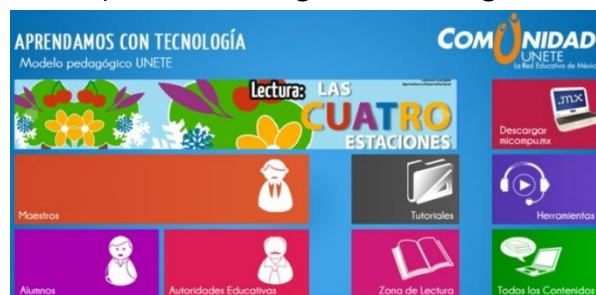 APRENDAMOS CON TECNOLOGÍA
Modelo pedagógico UNETE
COMUNIDAD
UNETE
La Red Educativa de México
Lectura: LAS
CUATRO
ESTACIONES
.mx
Descargar
micompu.mx
Maestros
Tutoriales
Herramientas
Alumnos
Autoridades Educativas
Zona de Lectura
Todos los Contenidos